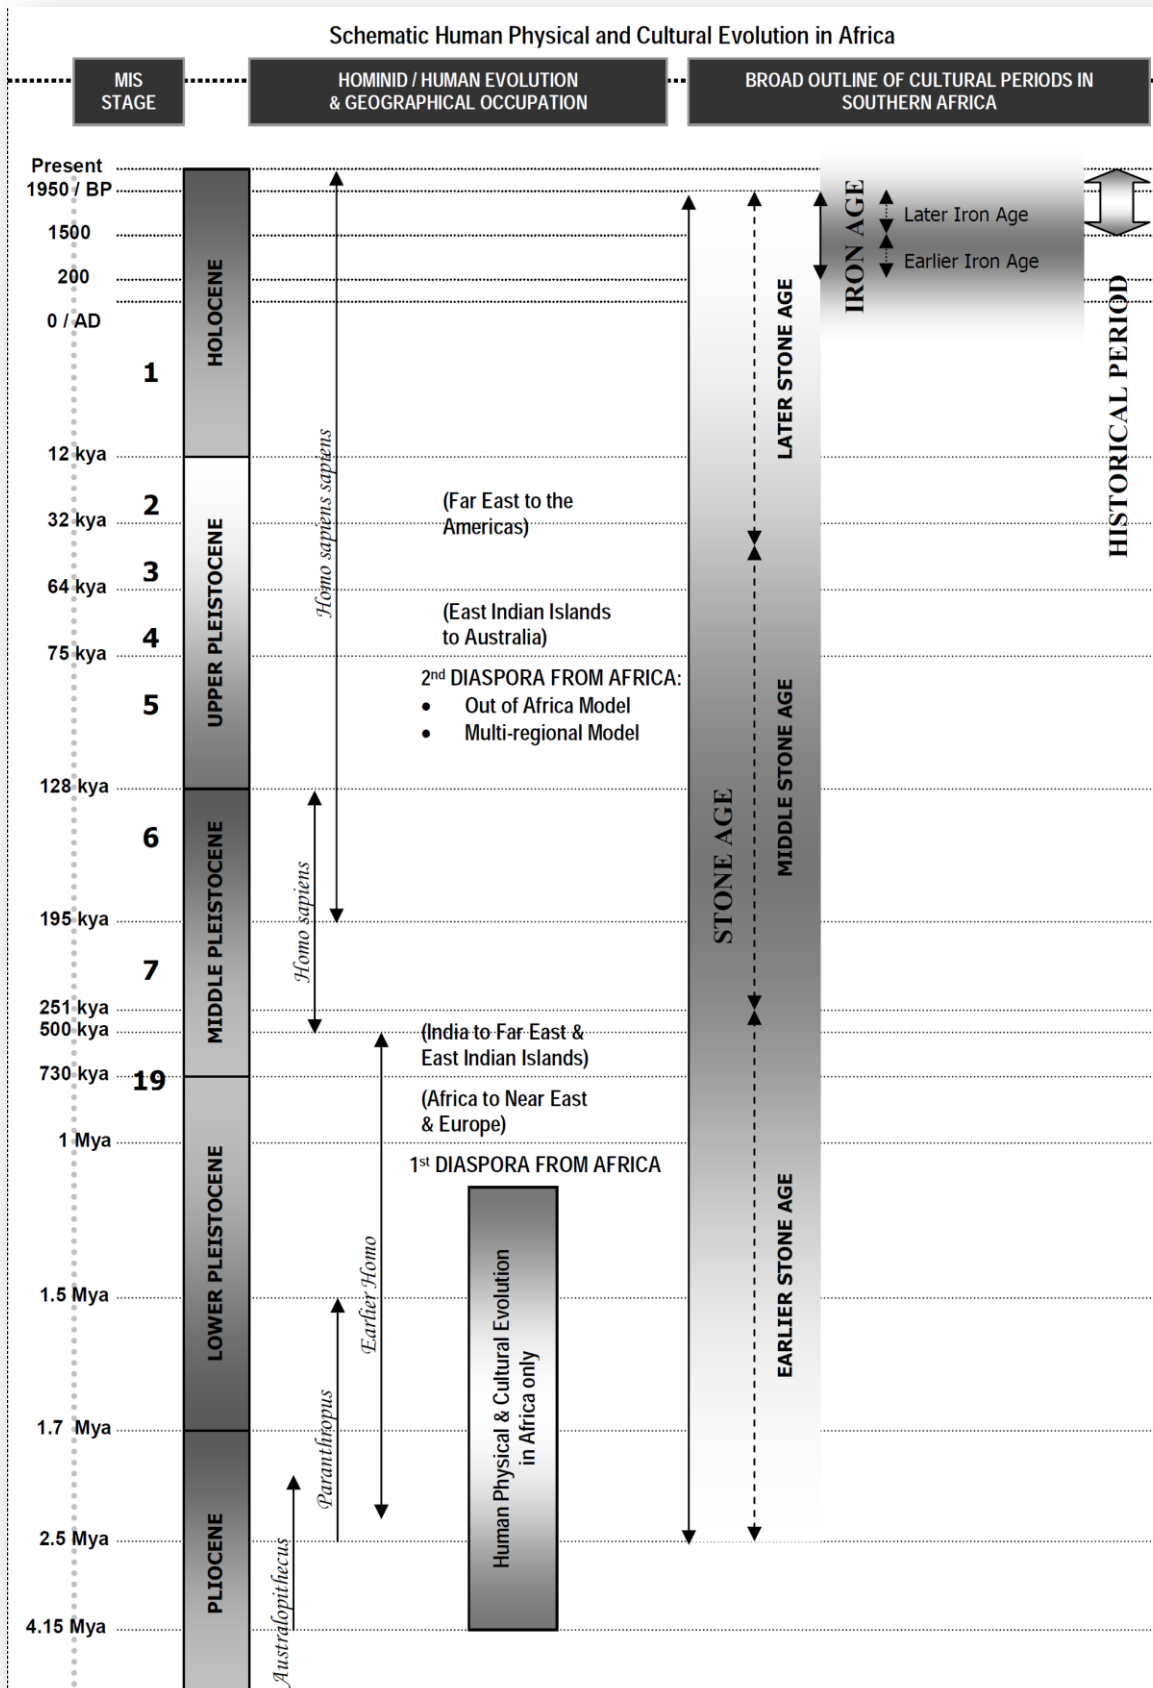 Schematic Human Physical and Cultural Evolution in Africa
MIS
STAGE
HOMINID / HUMAN EVOLUTION
& GEOGRAPHICAL OCCUPATION
BROAD OUTLINE OF CULTURAL PERIODS IN
SOUTHERN AFRICA
Present
1950 / BP
1500
200
0 / AD
12 kya
32 kya
64 kya
75 kya
128 kya
195 kya
251 kya
500 kya
730 kya
1 Mya
1.5 Mya
1.7 Mya
2.5 Mya
4.15 Mya
1
2
3
4
5
6
7
19
HOLOCENE
UPPER PLEISTOCENE
MIDDLE PLEISTOCENE
LOWER PLEISTOCENE
PLIOCENE
Homo sapiens sapiens
Homo sapiens
Earlier Homo
Paranthropus
Australopithecus
(Far East to the
Americas)
(East Indian Islands
to Australia)
2nd DIASPORA FROM AFRICA:
• Out of Africa Model
• Multi-regional Model
(India to Far East &
East Indian Islands)
(Africa to Near East
& Europe)
1st DIASPORA FROM AFRICA
Human Physical & Cultural Evolution
in Africa only
STONE AGE
LATER STONE AGE
MIDDLE STONE AGE
EARLIER STONE AGE
IRON AGE
Later Iron Age
Earlier Iron Age
HISTORICAL PERIOD